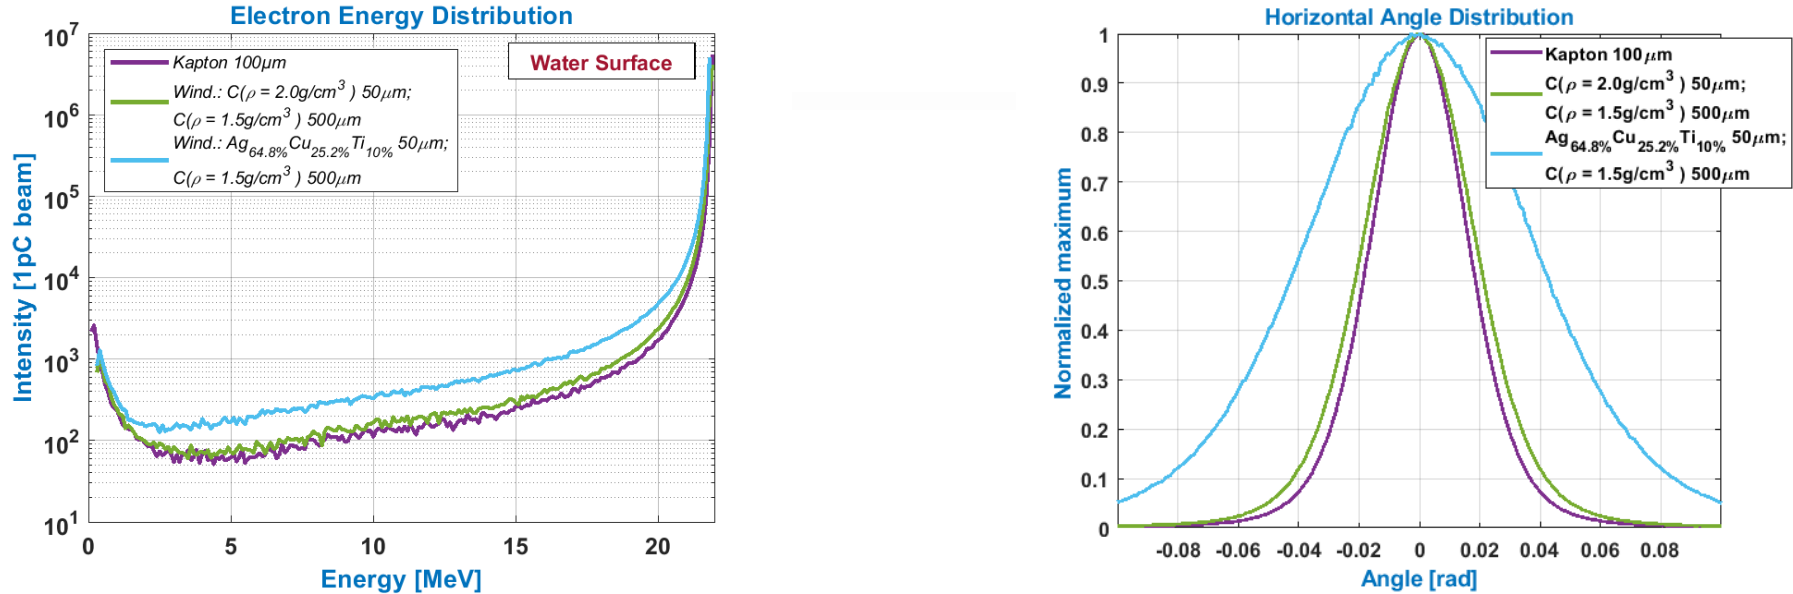 Electron Energy Distribution
10^7
10^6
10^5
10^4
10^3
10^2
10^1
Intensity [1pC beam]
Kapton 100μm
Wind.: C(ρ = 2.0g/cm^3 ) 50μm;
C(ρ = 1.5g/cm^3 ) 500μm
Wind.: Ag_64.8%Cu_25.2%Ti_10% 50μm;
C(ρ = 1.5g/cm^3 ) 500μm
Water Surface
0 5 10 15 20
Energy [MeV]
Horizontal Angle Distribution
1
0.9
0.8
0.7
0.6
0.5
0.4
0.3
0.2
0.1
0
Normalized maximum
Kapton 100μm
C(ρ = 2.0g/cm^3 ) 50μm;
C(ρ = 1.5g/cm^3 ) 500μm
Ag_64.8%Cu_25.2%Ti_10% 50μm;
C(ρ = 1.5g/cm^3 ) 500μm
-0.08 -0.06 -0.04 -0.02 0 0.02 0.04 0.06 0.08
Angle [rad]